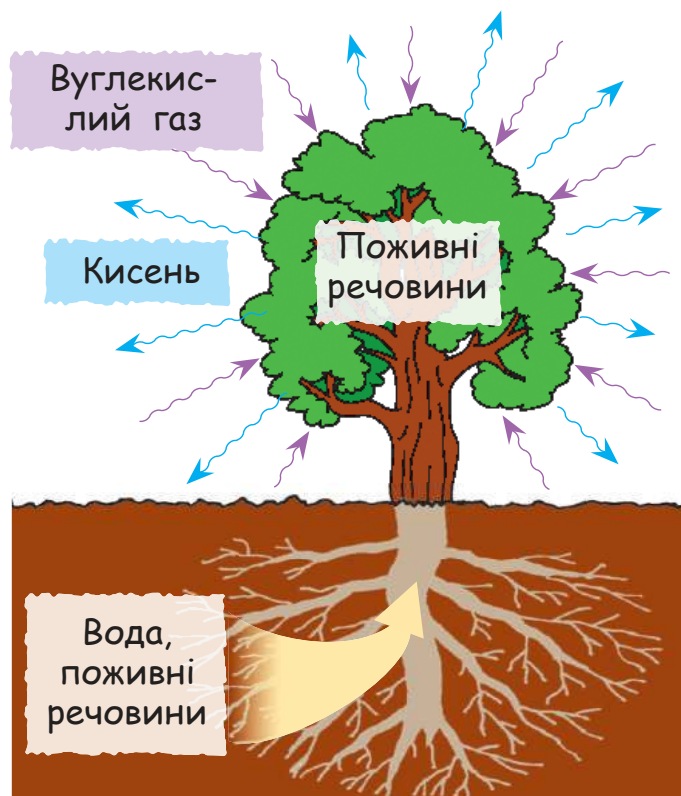 Вуглекис-
лий газ
Кисень
Поживні
речовини
Вода,
поживні
речовини